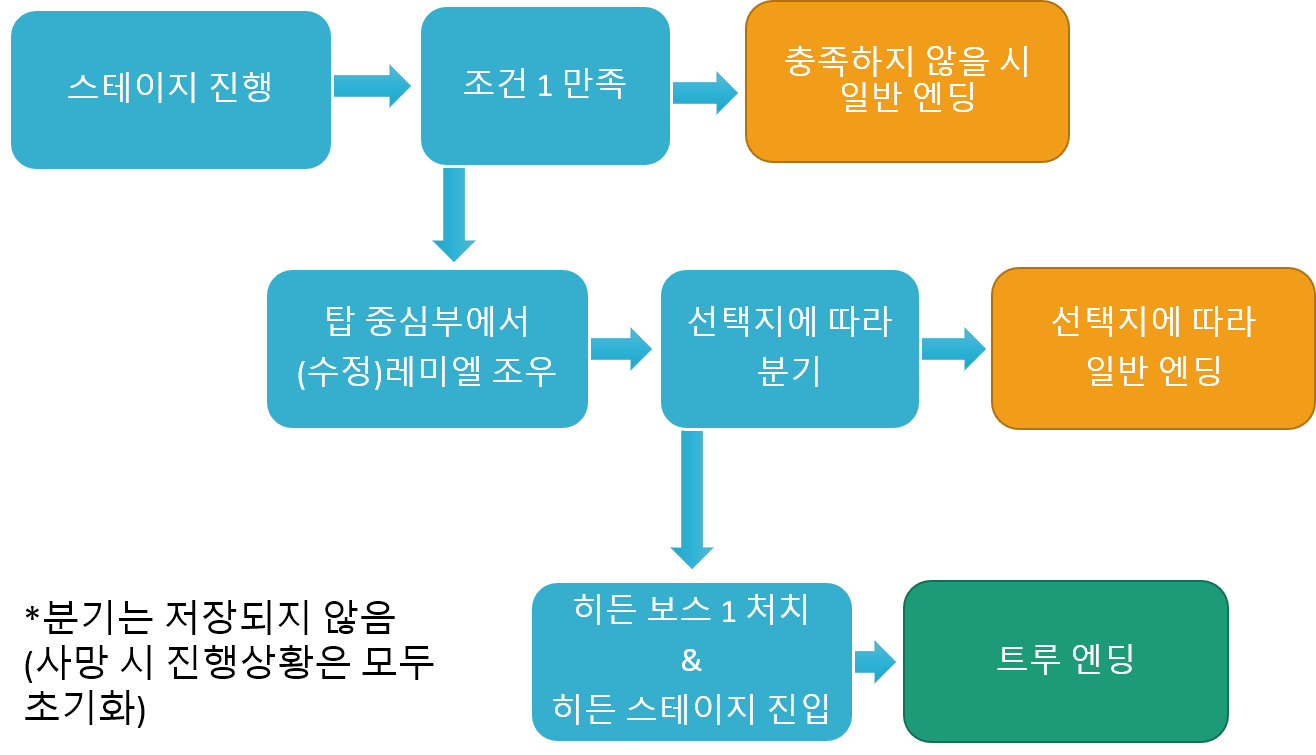 스테이지 진행
조건 1 만족
충족하지 않을 시
일반 엔딩
탑 중심부에서
(수정)레미엘 조우
선택지에 따라
분기
선택지에 따라
일반 엔딩
히든 보스 1 처치
&
히든 스테이지 진입
트루 엔딩
*분기는 저장되지 않음
(사망 시 진행상황은 모두
초기화)